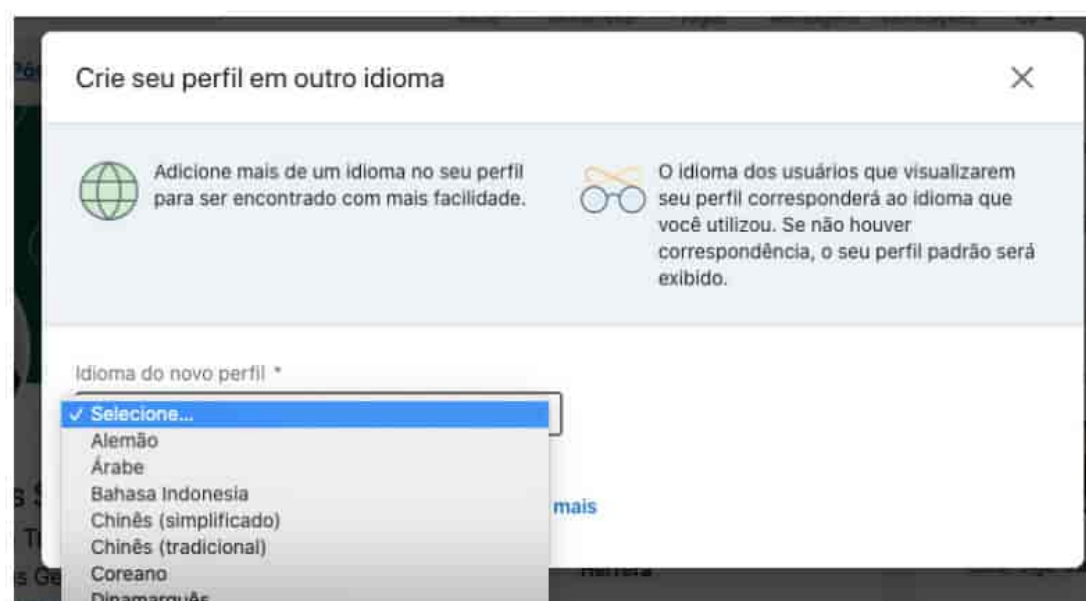 Crie seu perfil em outro idioma
Adicione mais de um idioma no seu perfil
para ser encontrado com mais facilidade.
O idioma dos usuários que visualizarem
seu perfil corresponderá ao idioma que
você utilizou. Se não houver
correspondência, o seu perfil padrão será
exibido.
Idioma do novo perfil *
✓ Selecione...
Alemão
Árabe
Bahasa Indonesia
Chinês (simplificado)
mais
Chinês (tradicional)
Coreano
Herrera
Dinamarquês